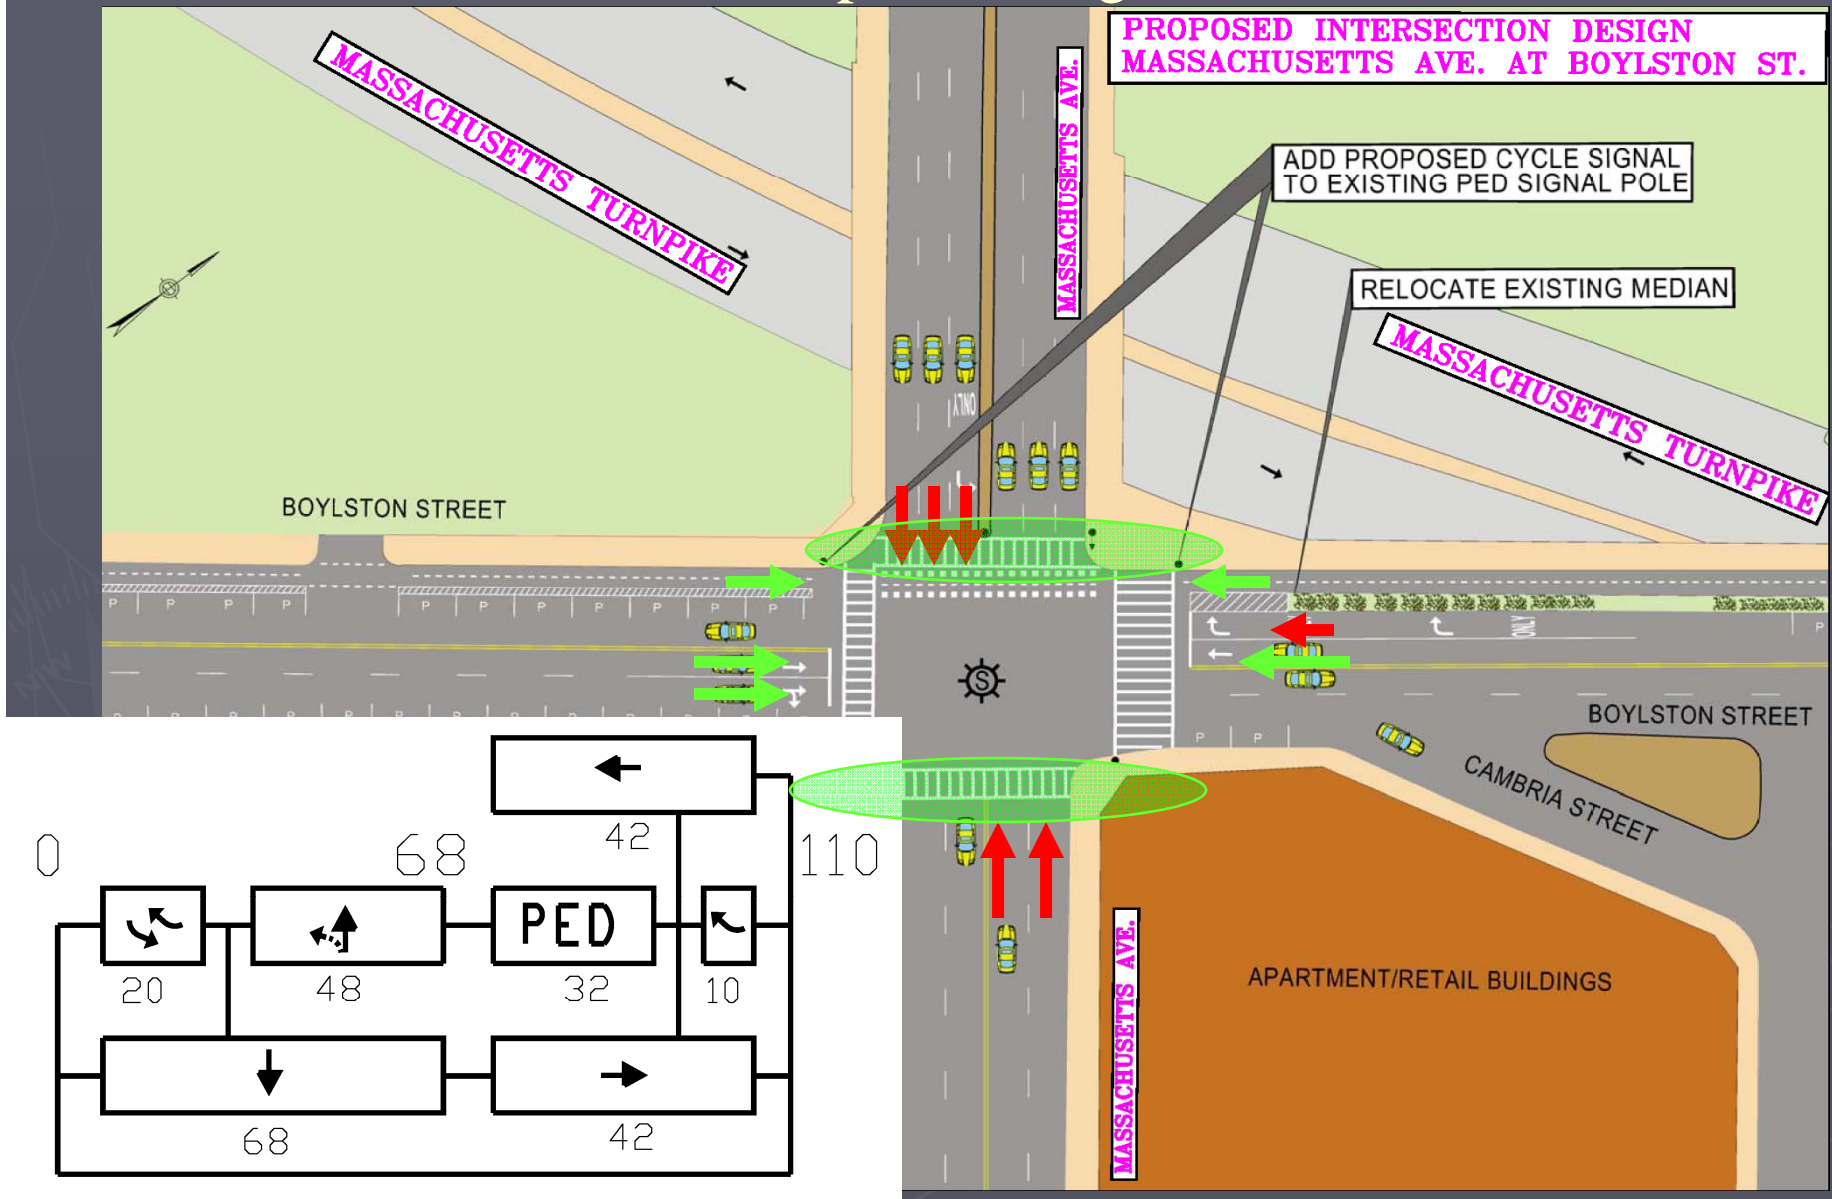 PROPOSED INTERSECTION DESIGN
MASSACHUSETTS AVE. AT BOYLSTON ST.
MASSACHUSETTS TURNPIKE
MASSACHUSETTS AVE.
ADD PROPOSED CYCLE SIGNAL
TO EXISTING PED SIGNAL POLE
RELOCATE EXISTING MEDIAN
MASSACHUSETTS TURNPIKE
ONLY
BOYLSTON STREET
P P P P P P P P P P P
ONLY
P
S
BOYLSTON STREET
P P
CAMBRIA STREET
APARTMENT/RETAIL BUILDINGS
MASSACHUSETTS AVE.
42
0 68 110
PED
20 48 32 10
68 42